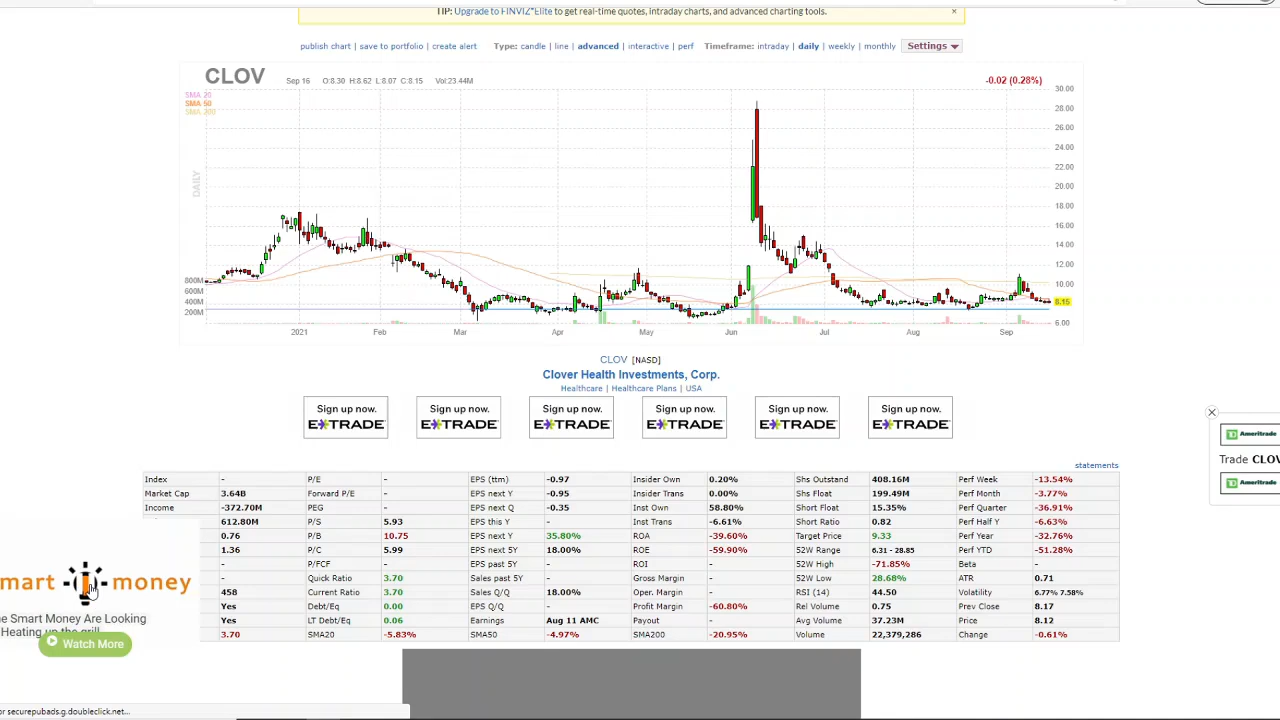 TIP: Upgrade to FINVIZ*Elite to get real-time quotes, intraday charts, and advanced charting tools. ×
publish chart | save to portfolio | create alert Type: candle | line | advanced | interactive | perf Timeframe: intraday | daily | weekly | monthly Settings
CLOV Sep 16 O:8.30 H:8.62 L:8.07 C:8.15 Vol:23.44M -0.02 (0.28%)
SMA 20
SMA 50
SMA 200
DAILY
30.00
28.00
26.00
24.00
22.00
20.00
18.00
16.00
14.00
12.00
10.00
8.15
6.00
800M
600M
400M
200M
2021 Feb Mar Apr May Jun Jul Aug Sep
CLOV [NASD]
Clover Health Investments, Corp.
Healthcare | Healthcare Plans | USA
Sign up now. Sign up now. Sign up now. Sign up now. Sign up now. Sign up now.
E*TRADE E*TRADE E*TRADE E*TRADE E*TRADE E*TRADE
Ameritrade
Trade CLOV
Ameritrade
statements
Index - P/E - EPS (ttm) -0.97 Insider Own 0.20% Shs Outstand 408.16M Perf Week -13.54%
Market Cap 3.64B Forward P/E - EPS next Y -0.95 Insider Trans 0.00% Shs Float 199.49M Perf Month -3.77%
Income -372.70M PEG - EPS next Q -0.35 Inst Own 58.80% Short Float 15.35% Perf Quarter -36.91%
612.80M P/S 5.93 EPS this Y - Inst Trans -6.61% Short Ratio 0.82 Perf Half Y -6.63%
0.76 P/B 10.75 EPS next Y 35.80% ROA -39.60% Target Price 9.33 Perf Year -32.76%
1.36 P/C 5.99 EPS next 5Y 18.00% ROE -59.90% 52W Range 6.31 - 28.85 Perf YTD -51.28%
- P/FCF - EPS past 5Y - ROI - 52W High -71.85% Beta -
- Quick Ratio 3.70 Sales past 5Y - Gross Margin - 52W Low 28.68% ATR 0.71
458 Current Ratio 3.70 Sales Q/Q 18.00% Oper. Margin - RSI (14) 44.50 Volatility 6.77% 7.58%
Yes Debt/Eq 0.00 EPS Q/Q - Profit Margin -60.80% Rel Volume 0.75 Prev Close 8.17
Yes LT Debt/Eq 0.06 Earnings Aug 11 AMC Payout - Avg Volume 37.23M Price 8.12
3.70 SMA20 -5.83% SMA50 -4.97% SMA200 -20.95% Volume 22,379,286 Change -0.61%
mart money
e Smart Money Are Looking
Heating up the grill
Watch More
or securepubads.g.doubleclick.net...